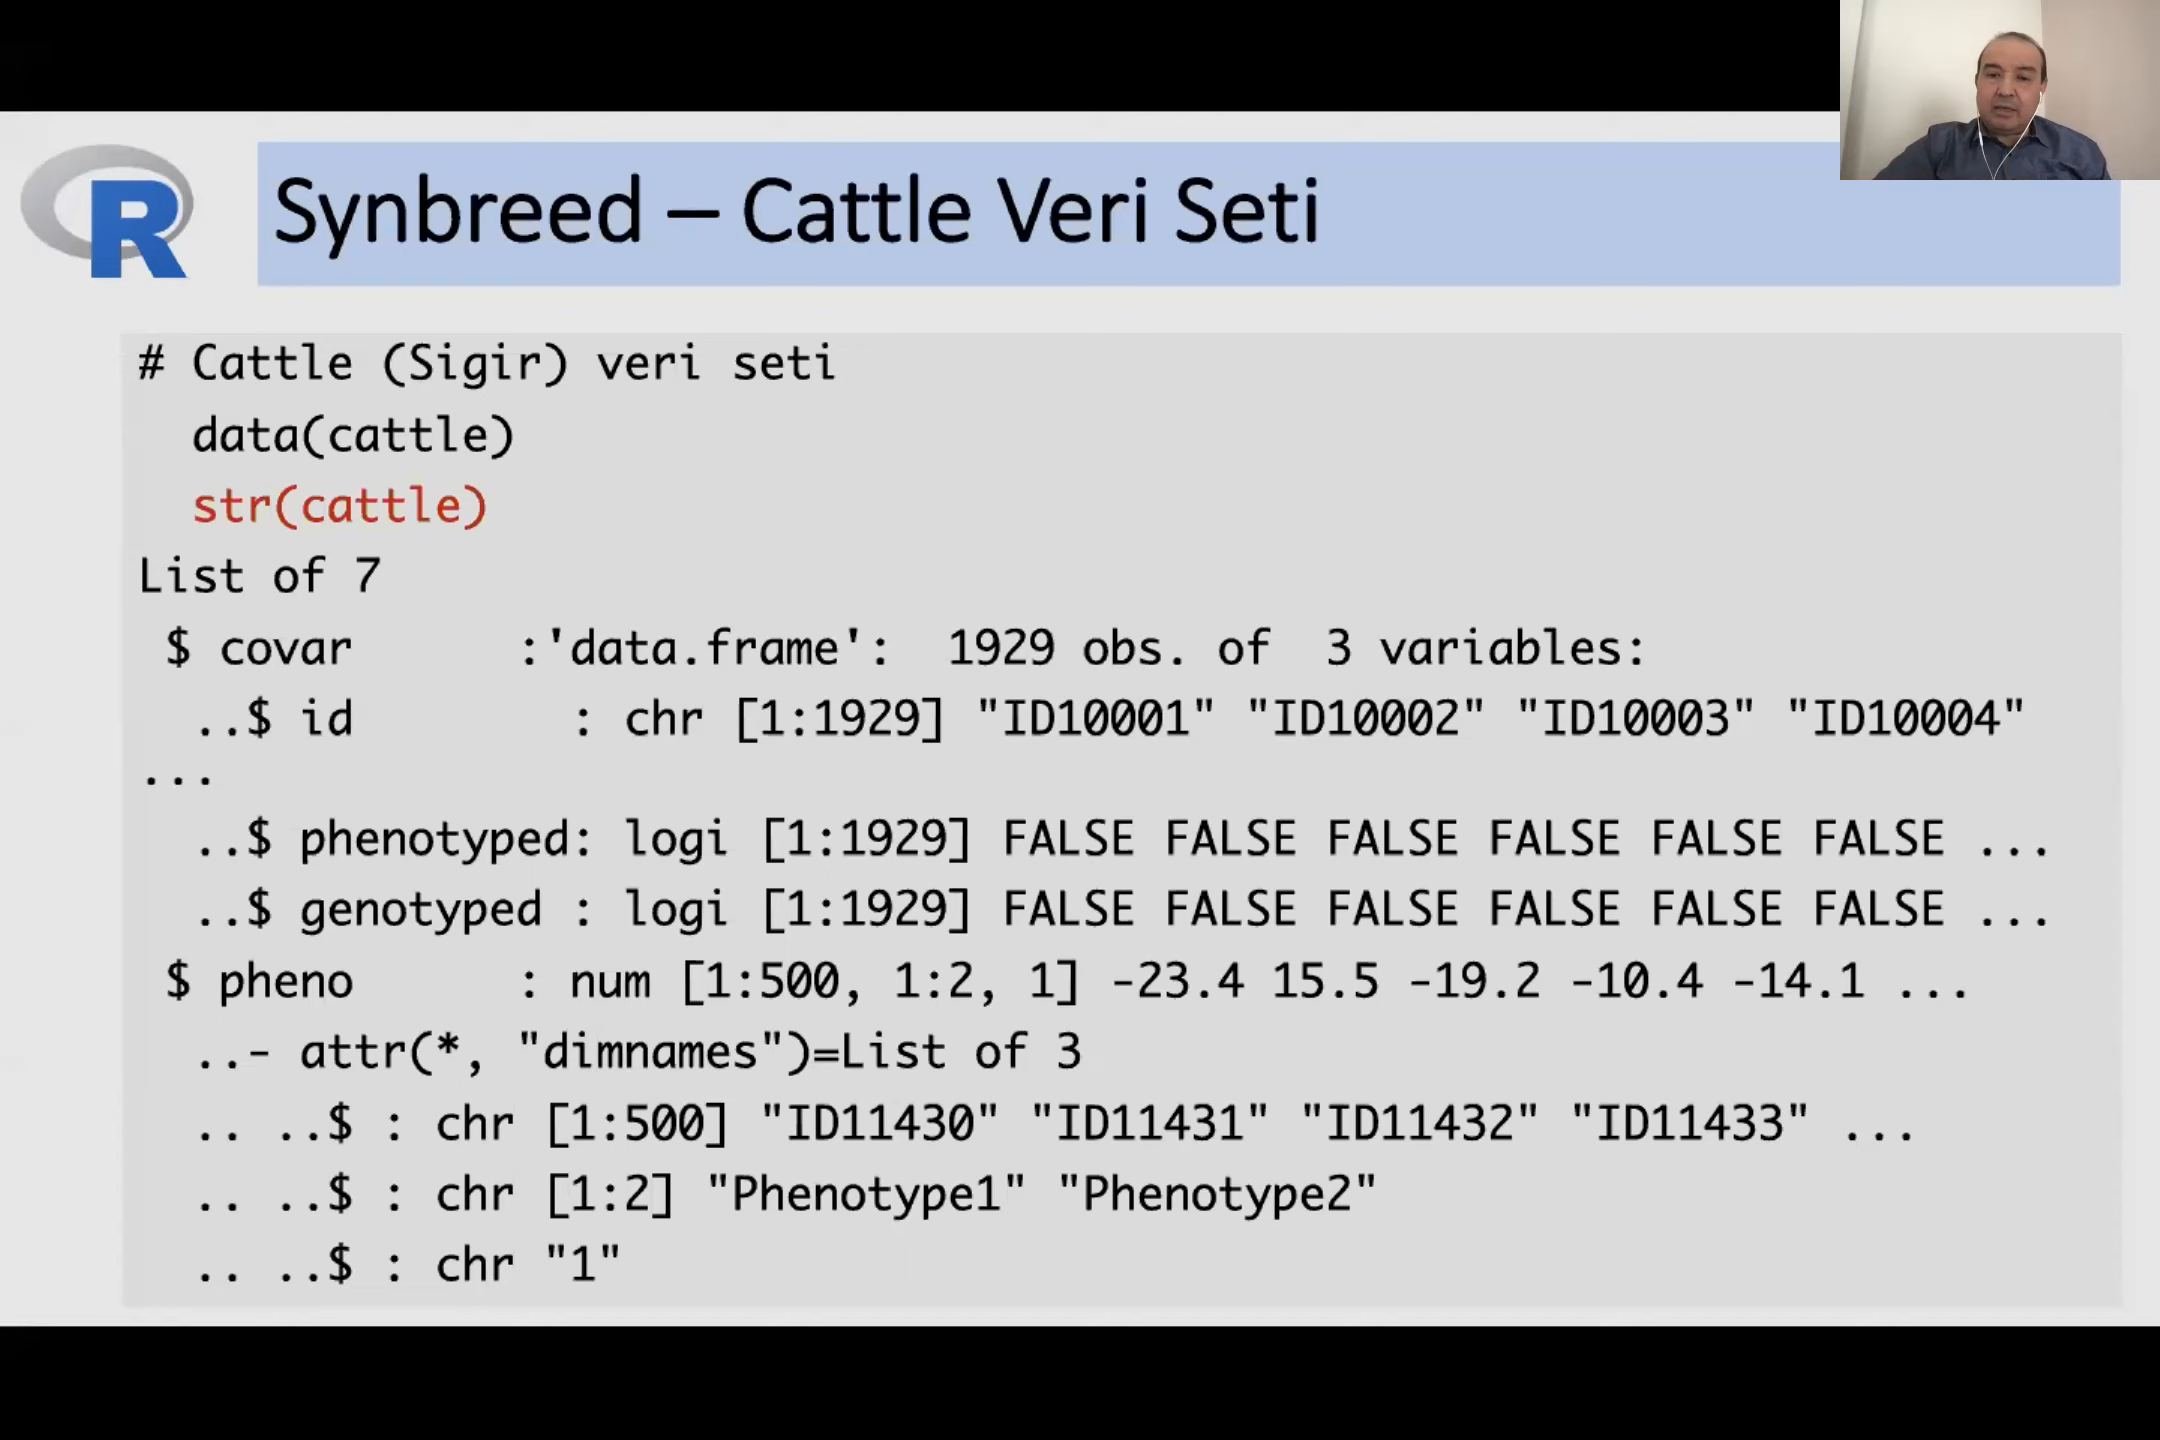 R
Synbreed – Cattle Veri Seti
# Cattle (Sigir) veri seti
data(cattle)
str(cattle)
List of 7
$ covar :'data.frame': 1929 obs. of 3 variables:
..$ id : chr [1:1929] "ID10001" "ID10002" "ID10003" "ID10004"
...
..$ phenotyped: logi [1:1929] FALSE FALSE FALSE FALSE FALSE FALSE ...
..$ genotyped : logi [1:1929] FALSE FALSE FALSE FALSE FALSE FALSE ...
$ pheno : num [1:500, 1:2, 1] -23.4 15.5 -19.2 -10.4 -14.1 ...
..- attr(*, "dimnames")=List of 3
.. ..$ : chr [1:500] "ID11430" "ID11431" "ID11432" "ID11433" ...
.. ..$ : chr [1:2] "Phenotype1" "Phenotype2"
.. ..$ : chr "1"